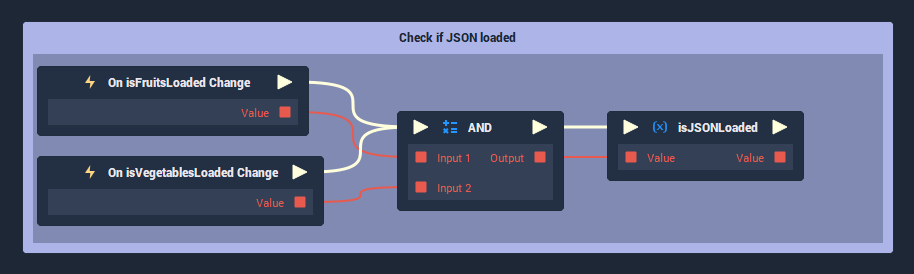 Check if JSON loaded
On isFruitsLoaded Change
Value
On isVegetablesLoaded Change
Value
AND
Input 1 Output
Input 2
(x) isJSONLoaded
Value Value